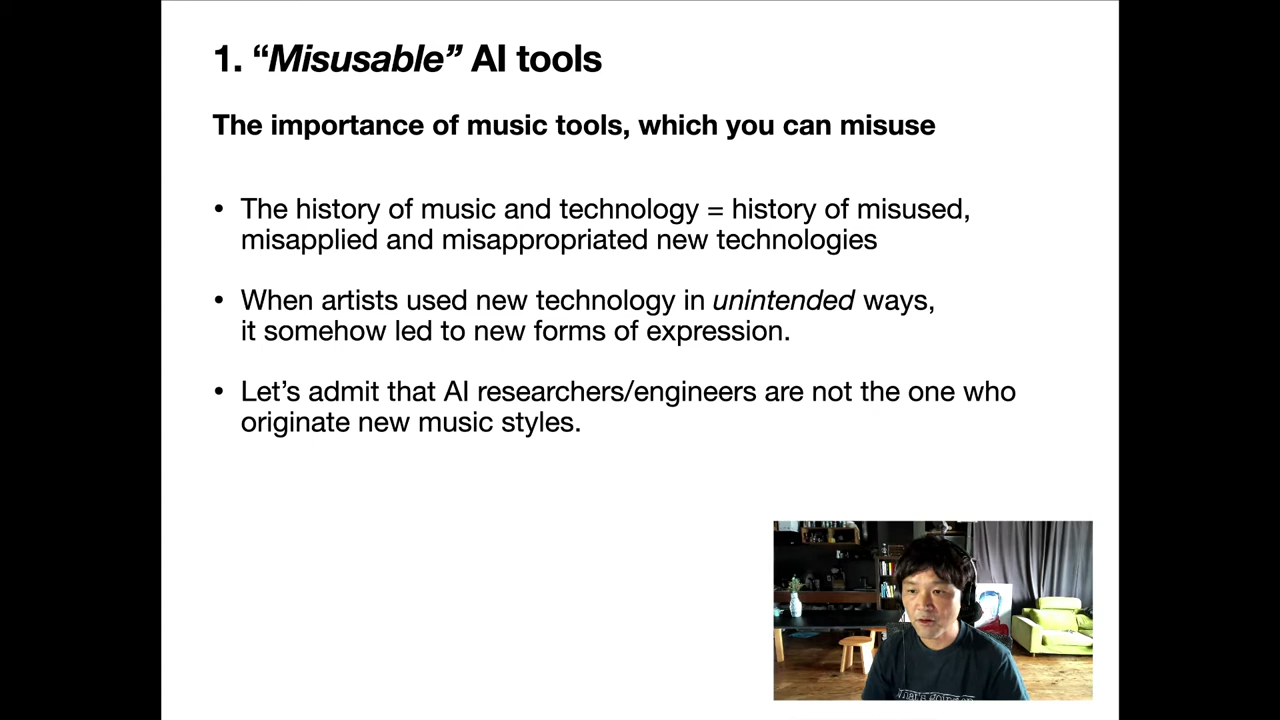 1. “Misusable” AI tools
The importance of music tools, which you can misuse
• The history of music and technology = history of misused,
misapplied and misappropriated new technologies
• When artists used new technology in unintended ways,
it somehow led to new forms of expression.
• Let’s admit that AI researchers/engineers are not the one who
originate new music styles.